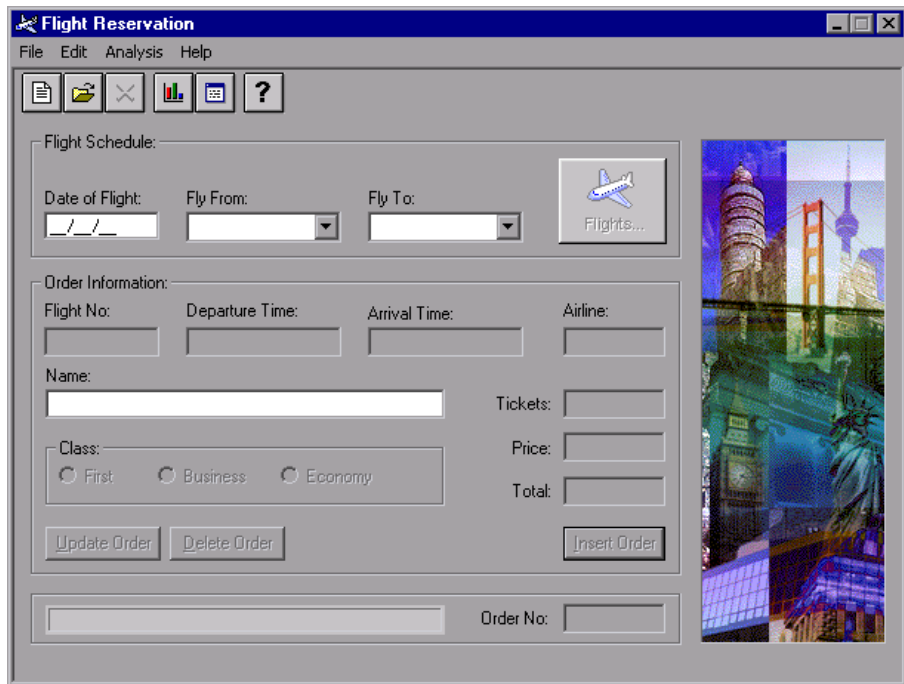 Flight Reservation
File Edit Analysis Help
?
Flight Schedule:
Date of Flight: Fly From: Fly To:
__/__/__
Flights...
Order Information:
Flight No: Departure Time: Arrival Time: Airline:
Name:
Tickets:
Class:
Price:
First Business Economy
Total:
Update Order Delete Order Insert Order
Order No: